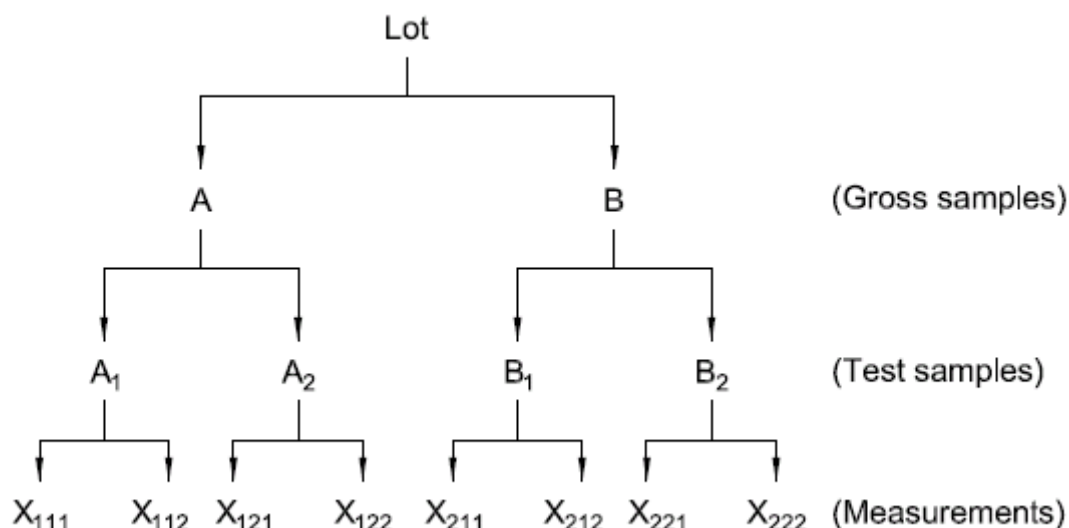 Lot
A B (Gross samples)
A₁ A₂ B₁ B₂ (Test samples)
X₁₁₁ X₁₁₂ X₁₂₁ X₁₂₂ X₂₁₁ X₂₁₂ X₂₂₁ X₂₂₂ (Measurements)